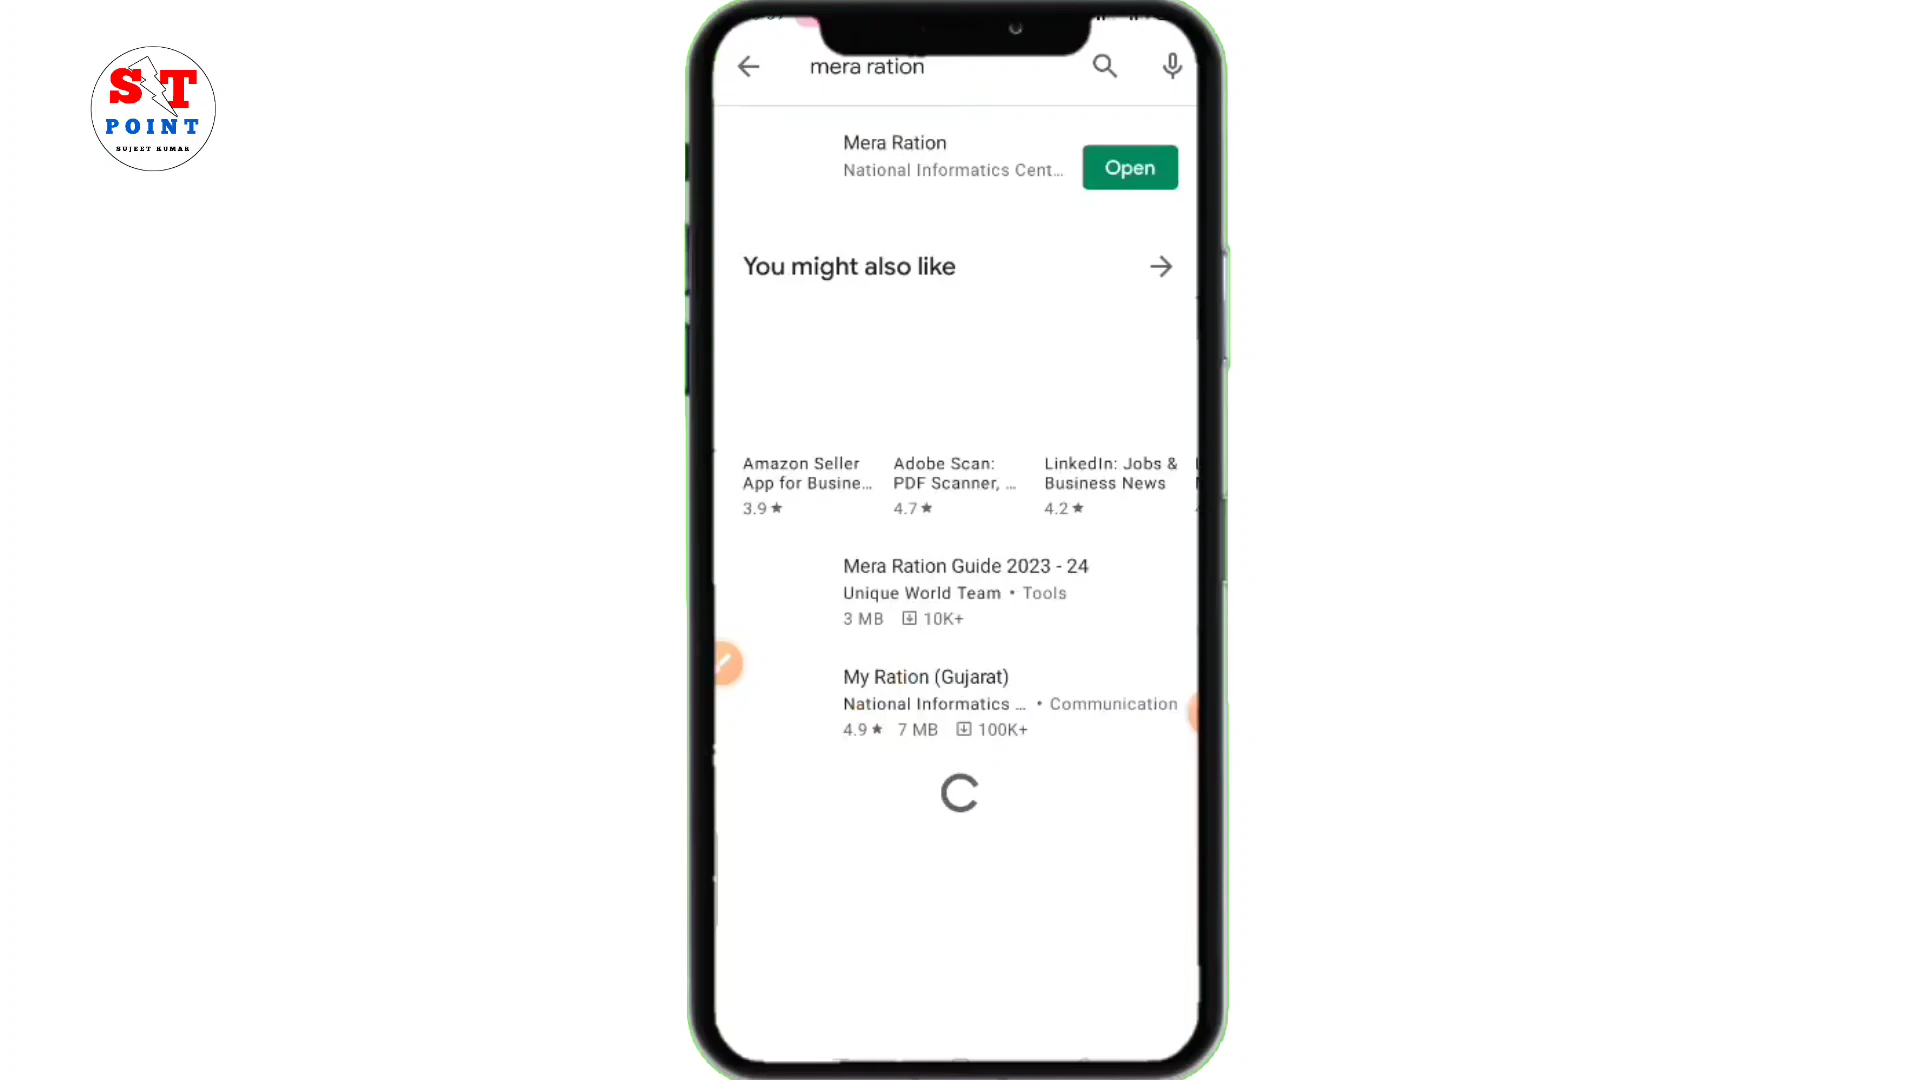 S T
POINT
SUJEET KUMAR
mera ration
Mera Ration
National Informatics Cent...
Open
You might also like
Amazon Seller
App for Busine...
3.9 ★
Adobe Scan:
PDF Scanner, ...
4.7 ★
LinkedIn: Jobs &
Business News
4.2 ★
Mera Ration Guide 2023 - 24
Unique World Team • Tools
3 MB 10K+
My Ration (Gujarat)
National Informatics ... • Communication
4.9 ★ 7 MB 100K+